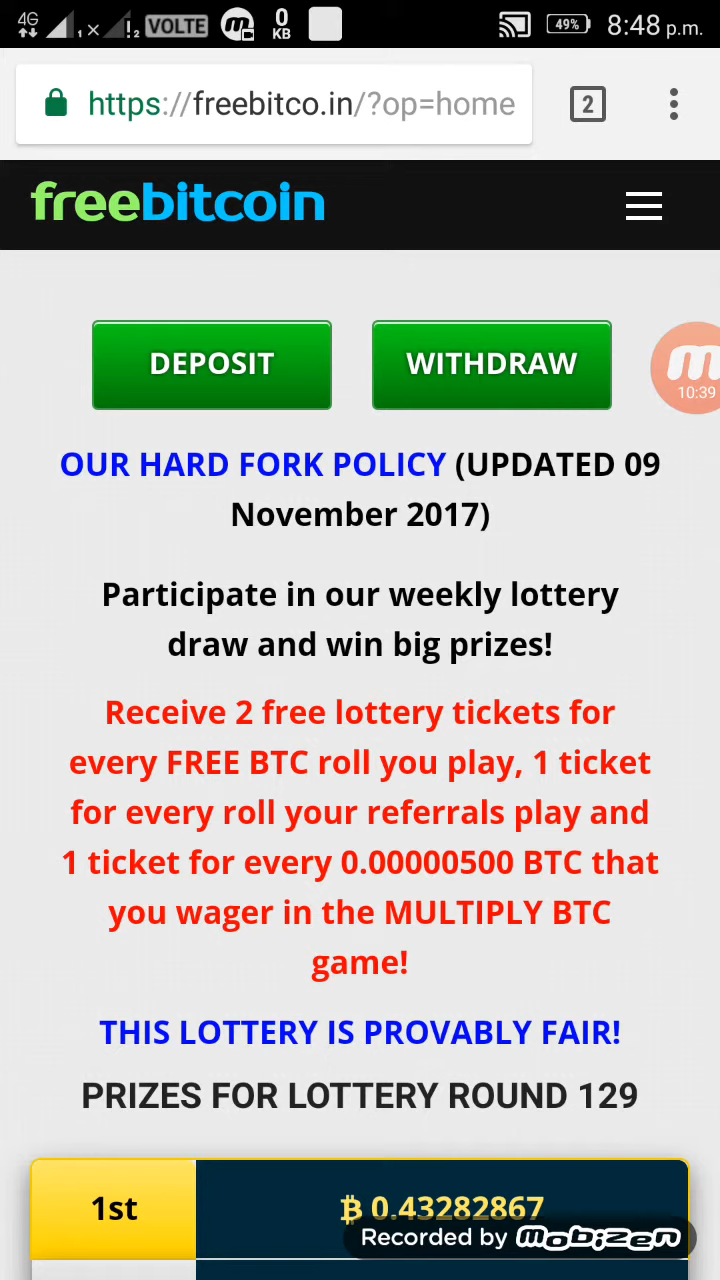 4G 1 x 2 VOLTE m 0 KB 49% 8:48 p.m.
https://freebitco.in/?op=home 2
freebitcoin
DEPOSIT WITHDRAW
m
10:39
OUR HARD FORK POLICY (UPDATED 09
November 2017)
Participate in our weekly lottery
draw and win big prizes!
Receive 2 free lottery tickets for
every FREE BTC roll you play, 1 ticket
for every roll your referrals play and
1 ticket for every 0.00000500 BTC that
you wager in the MULTIPLY BTC
game!
THIS LOTTERY IS PROVABLY FAIR!
PRIZES FOR LOTTERY ROUND 129
1st ₿ 0.43282867
Recorded by mobizen